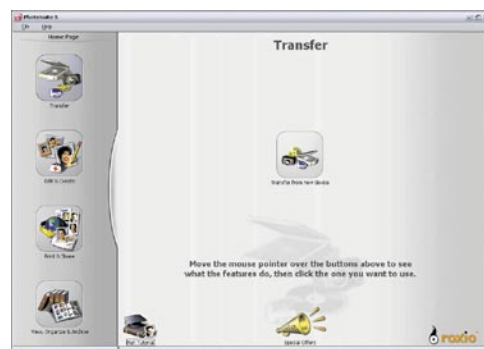 PhotoSuite 5
Home Page
Transfer
Transfer
Edit & Create
Transfer from New Device
Print & Share
Move the mouse pointer over the buttons above to see
what the features do, then click the one you want to use.
View, Organize & Archive
Tutorial
Special Offers
roxio